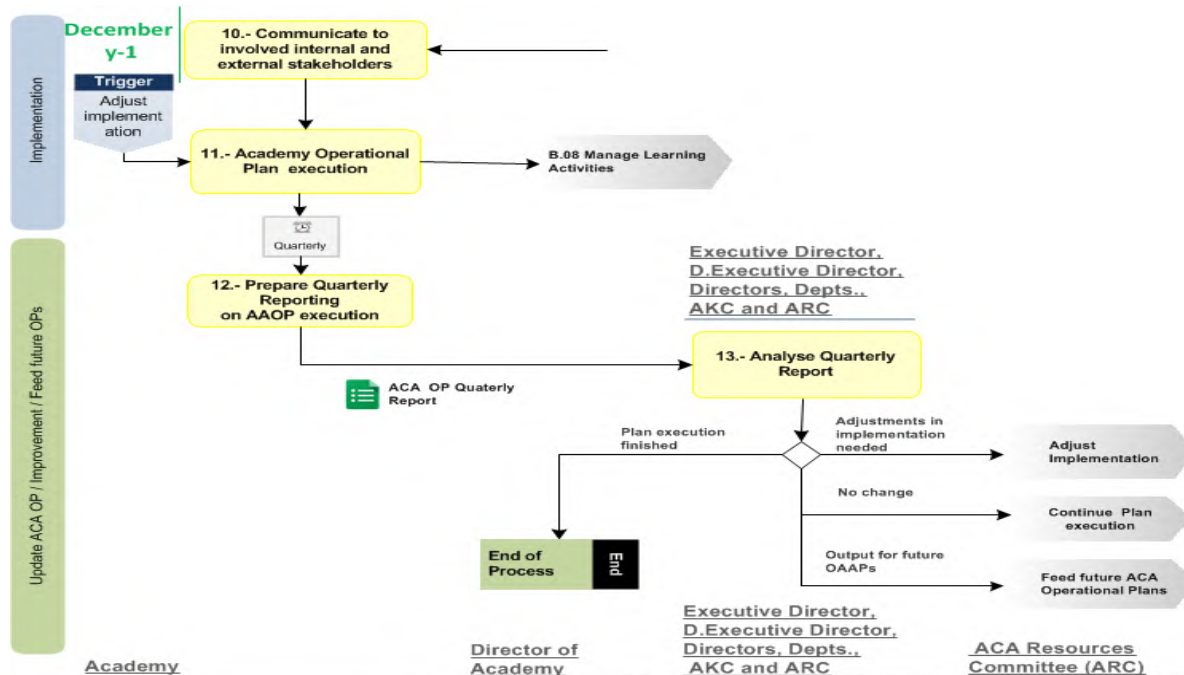 December
y-1
10.- Communicate to
involved internal and
external stakeholders
Implementation
Trigger
Adjust
implement
ation
11.- Academy Operational
Plan execution
B.08 Manage Learning
Activities
Quarterly
Update ACA OP / Improvement / Feed future OPs
12.- Prepare Quarterly
Reporting
on AAOP execution
Executive Director,
D.Executive Director,
Directors, Depts.,
AKC and ARC
13.- Analyse Quarterly
Report
ACA OP Quaterly
Report
Plan execution
finished
Adjustments in
implementation
needed
Adjust
Implementation
No change
Continue Plan
execution
End of
Process
End
Output for future
OAAPs
Feed future ACA
Operational Plans
Academy
Director of
Academy
Executive Director,
D.Executive Director,
Directors, Depts.,
AKC and ARC
ACA Resources
Committee (ARC)